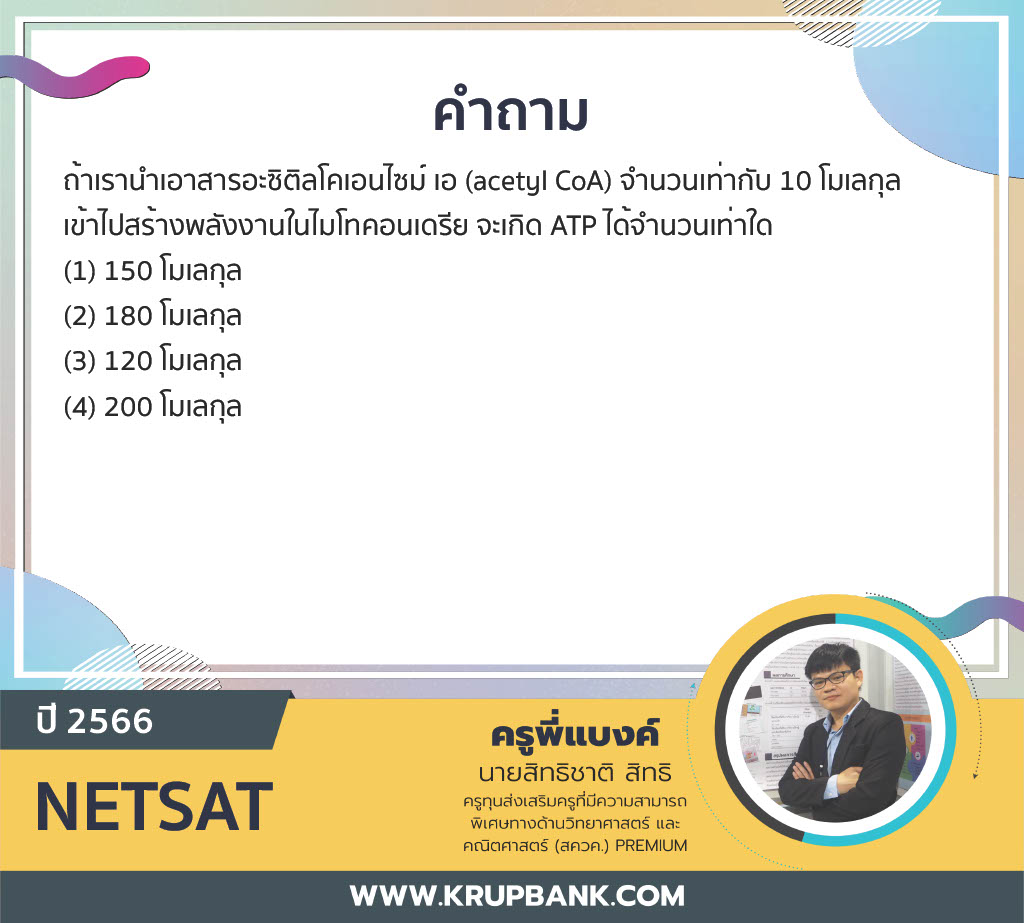 คำถาม
ถ้าเรานำเอาสารอะซิติลโคเอนไซม์ เอ (acetyl CoA) จำนวนเท่ากับ 10 โมเลกุล
เข้าไปสร้างพลังงานในไมโทคอนเดรีย จะเกิด ATP ได้จำนวนเท่าใด
(1) 150 โมเลกุล
(2) 180 โมเลกุล
(3) 120 โมเลกุล
(4) 200 โมเลกุล
ปี 2566
NETSAT
ครูพี่แบงค์
นายสิทธิชาติ สิทธิ
ครูทุนส่งเสริมครูที่มีความสามารถ
พิเศษทางด้านวิทยาศาสตร์ และ
คณิตศาสตร์ (สควค.) PREMIUM
WWW.KRUPBANK.COM